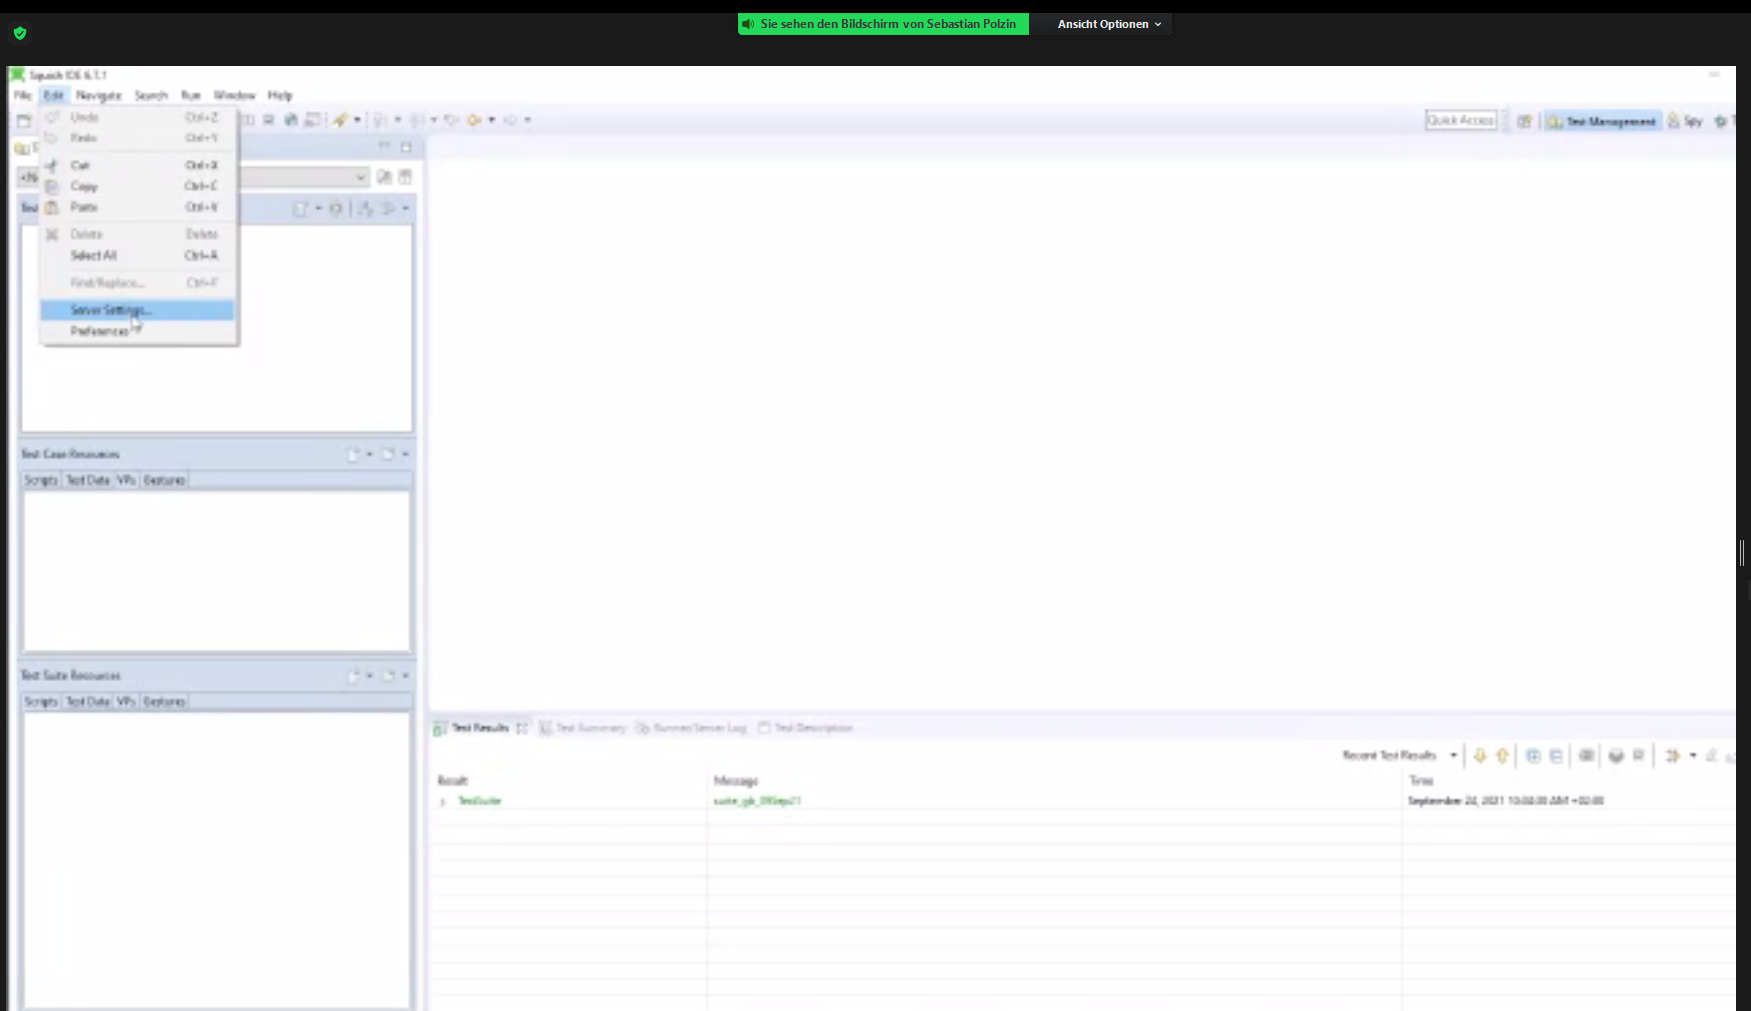 Sie sehen den Bildschirm von Sebastian Polzin
Ansicht Optionen
Squish IDE 6.7.1
File Edit Navigate Search Run Window Help
Undo Ctrl+Z
Redo Ctrl+Y
Cut Ctrl+X
Copy Ctrl+C
Paste Ctrl+V
Delete Delete
Select All Ctrl+A
Find/Replace... Ctrl+F
Server Settings...
Preferences
Quick Access
Test Management
Spy
Test Case Resources
Scripts Test Data VPs Gestures
Test Suite Resources
Scripts Test Data VPs Gestures
Test Results
Test Summary
Runner/Server Log
Test Description
Recent Test Results
Result Message Time
TestSuite September 24, 2021